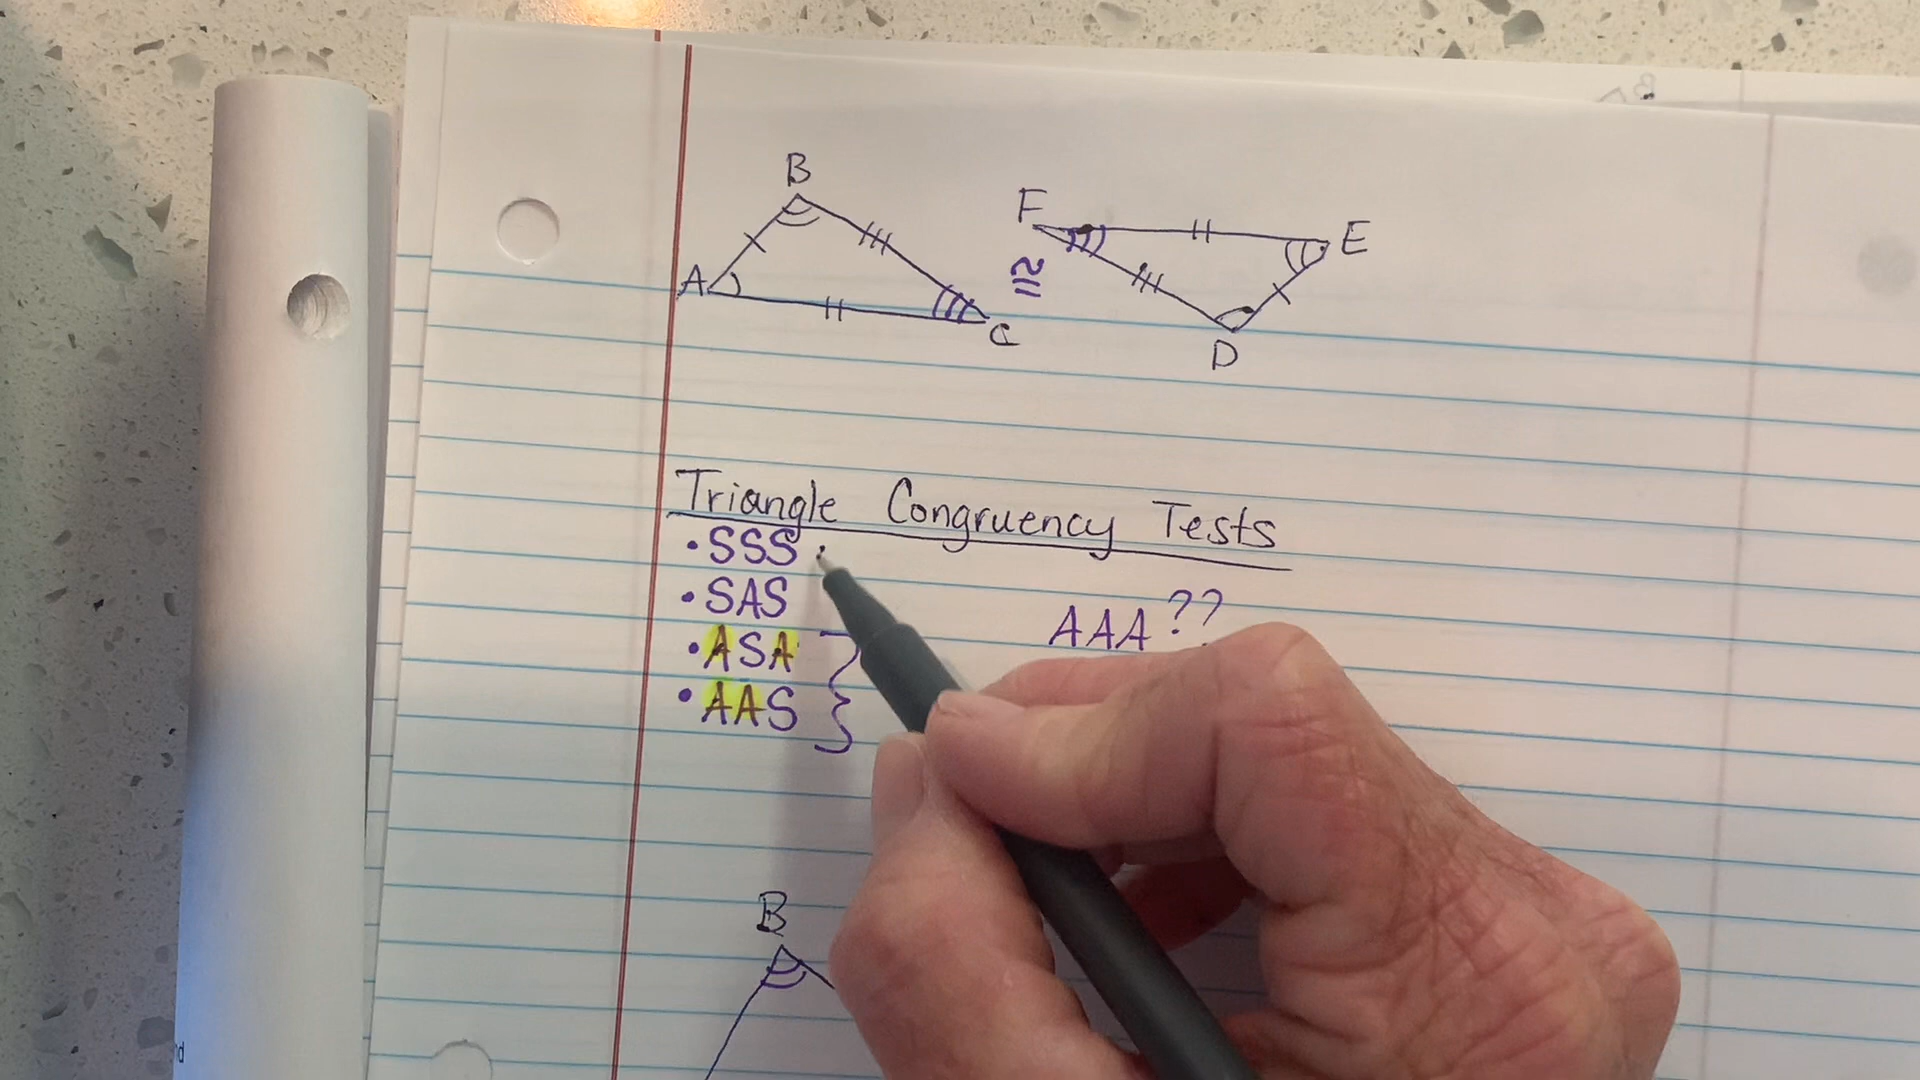 B
F
E
A
≅
C
D
Triangle Congruency Tests
• SSS
• SAS
AAA ??
• ASA
• AAS
B